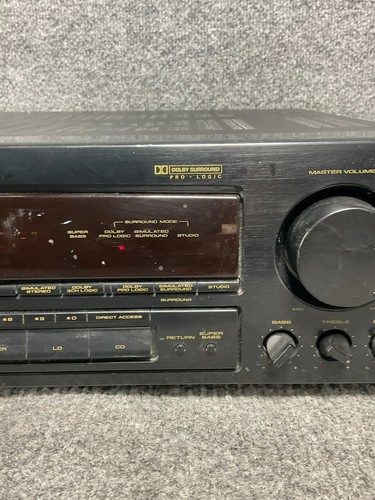 DOLBY SURROUND
PRO • LOGIC
MASTER VOLUME
SURROUND MODE
SUPER BASS
DOLBY PRO LOGIC
SIMULATED SURROUND
STUDIO
SIMULATED STEREO
DOLBY 3CH LOGIC
DOLBY PRO LOGIC
SIMULATED SURROUND
STUDIO
SURROUND
DIRECT ACCESS
LD
CD
RETURN
SUPER BASS
BASS
TREBLE